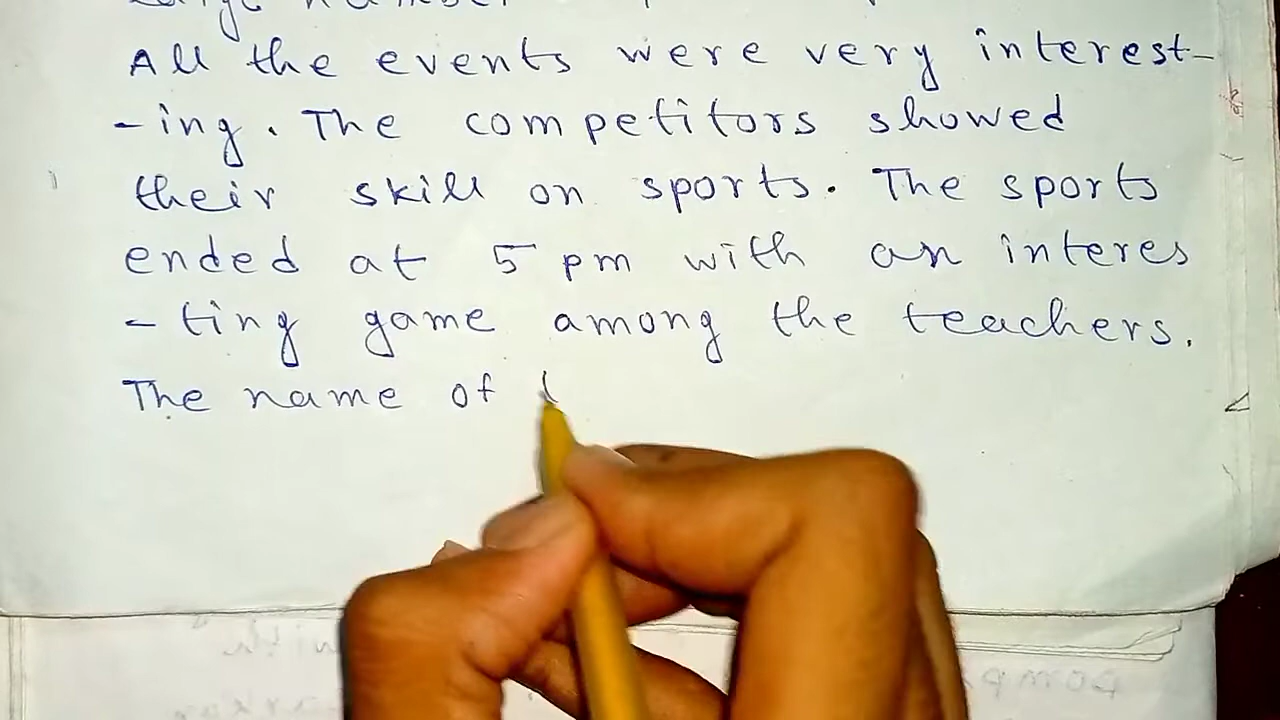 All the events were very interest-
-ing. The competitors showed
their skill on sports. The sports
ended at 5 pm with an interes
-ting game among the teachers.
The name of